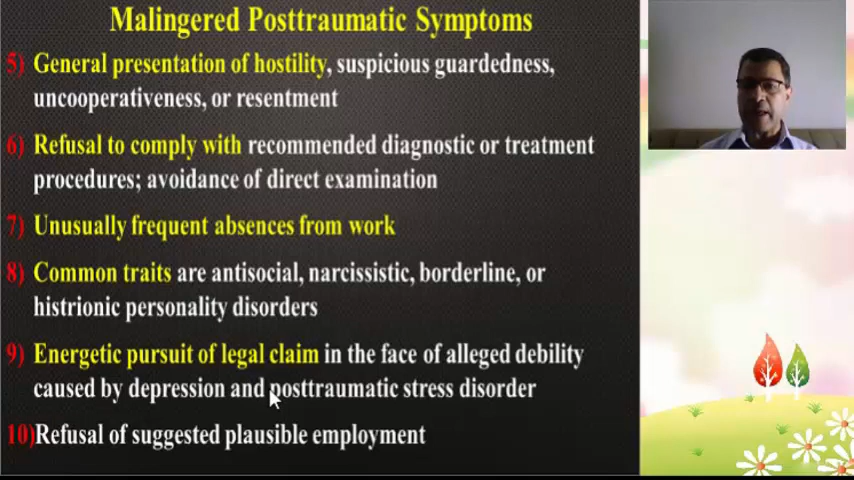 Malingered Posttraumatic Symptoms
5) General presentation of hostility, suspicious guardedness,
uncooperativeness, or resentment
6) Refusal to comply with recommended diagnostic or treatment
procedures; avoidance of direct examination
7) Unusually frequent absences from work
8) Common traits are antisocial, narcissistic, borderline, or
histrionic personality disorders
9) Energetic pursuit of legal claim in the face of alleged debility
caused by depression and posttraumatic stress disorder
10)Refusal of suggested plausible employment